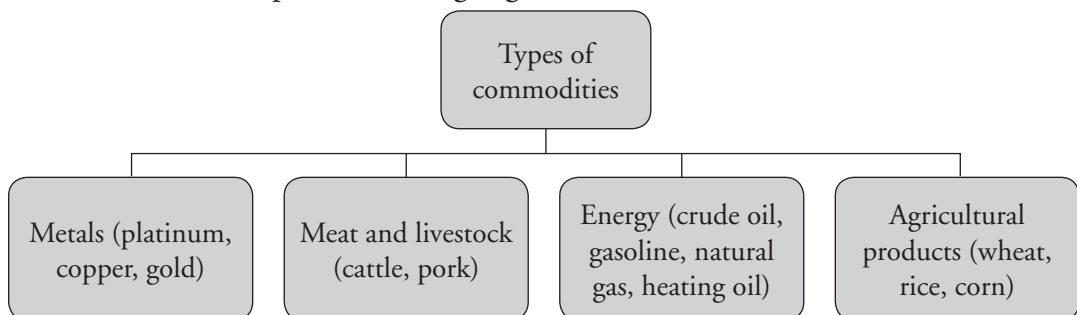 Types of
commodities
Metals (platinum,
copper, gold)
Meat and livestock
(cattle, pork)
Energy (crude oil,
gasoline, natural
gas, heating oil)
Agricultural
products (wheat,
rice, corn)